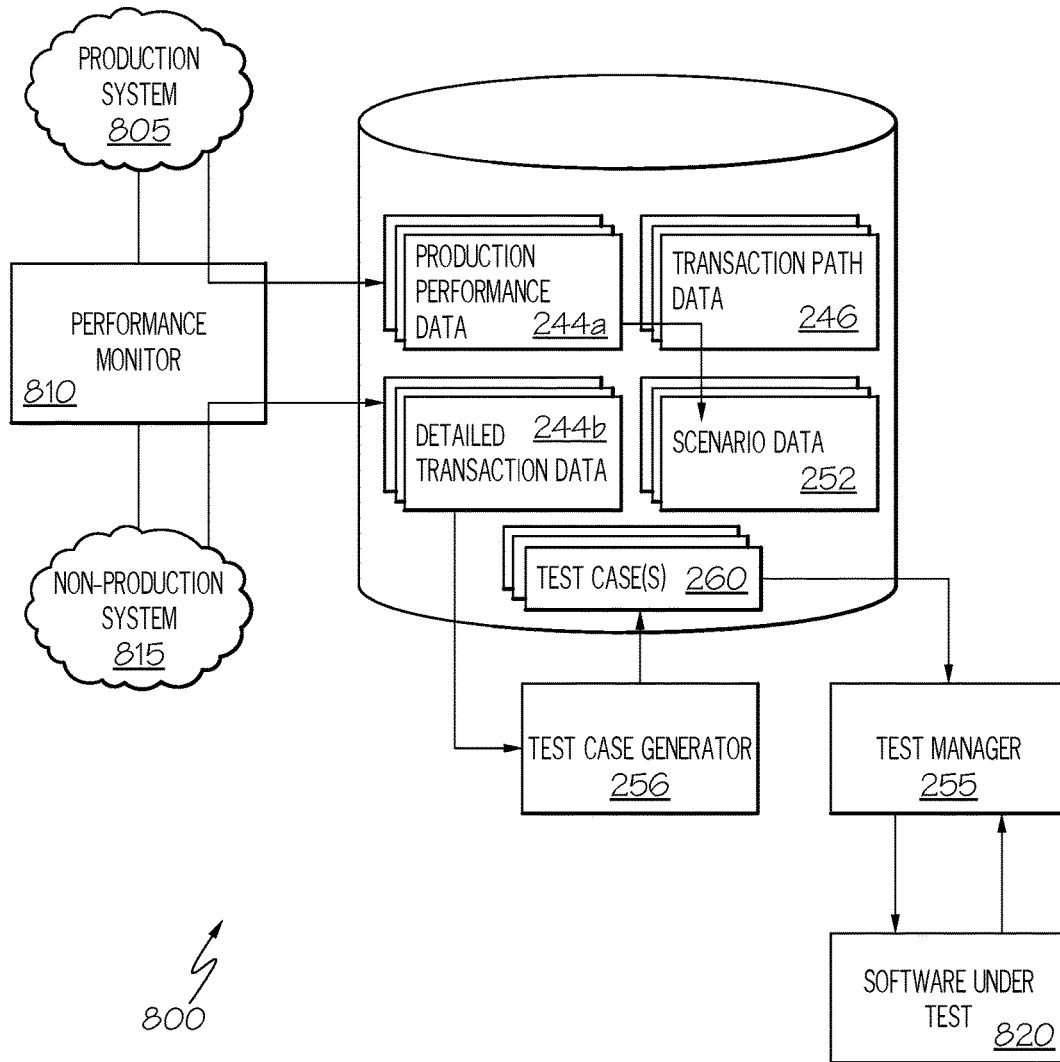 PRODUCTION
SYSTEM
805
PERFORMANCE
MONITOR
810
NON-PRODUCTION
SYSTEM
815
PRODUCTION
PERFORMANCE
DATA
244a
TRANSACTION PATH
DATA
246
DETAILED
244b
TRANSACTION DATA
SCENARIO DATA
252
TEST CASE(S) 260
TEST CASE GENERATOR
256
TEST MANAGER
255
SOFTWARE UNDER
TEST
820
800